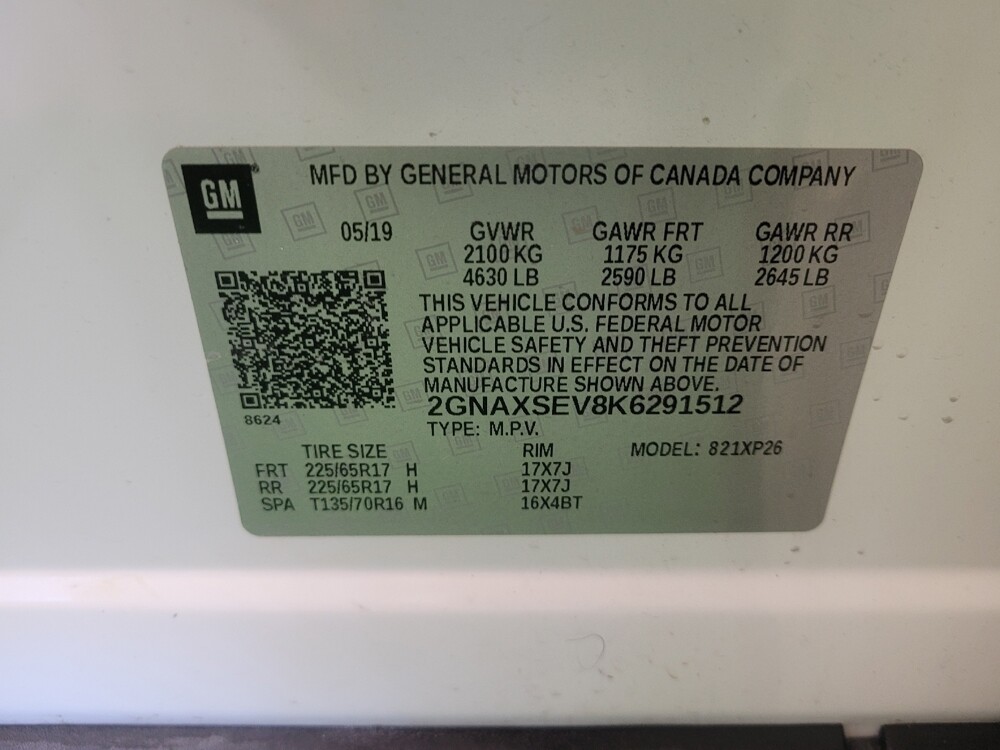 GM
MFD BY GENERAL MOTORS OF CANADA COMPANY
05/19 GVWR GAWR FRT GAWR RR
2100 KG 1175 KG 1200 KG
4630 LB 2590 LB 2645 LB
THIS VEHICLE CONFORMS TO ALL
APPLICABLE U.S. FEDERAL MOTOR
VEHICLE SAFETY AND THEFT PREVENTION
STANDARDS IN EFFECT ON THE DATE OF
MANUFACTURE SHOWN ABOVE.
2GNAXSEV8K6291512
8624
TYPE: M.P.V.
TIRE SIZE RIM MODEL: 821XP26
FRT 225/65R17 H 17X7J
RR 225/65R17 H 17X7J
SPA T135/70R16 M 16X4BT